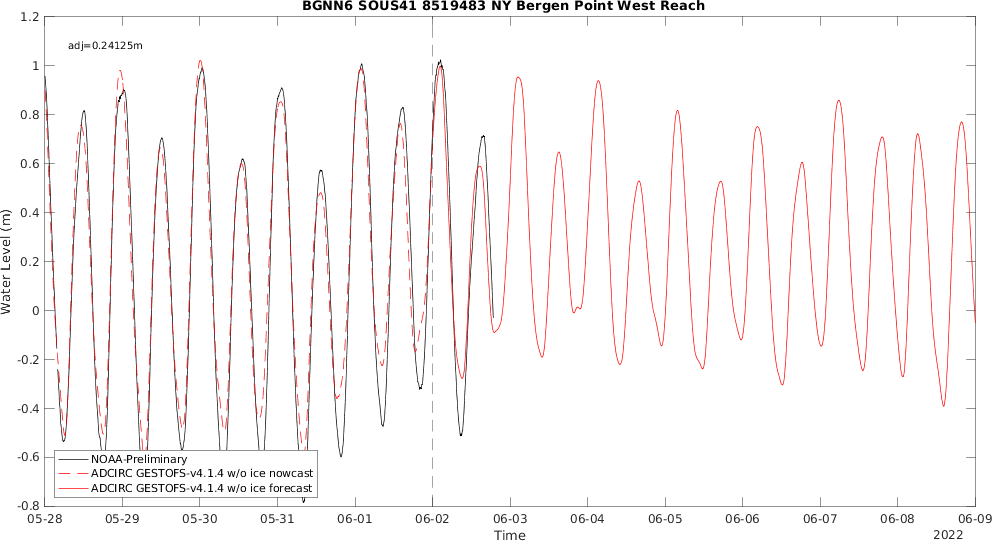 BGNN6 SOUS41 8519483 NY Bergen Point West Reach
1.2
adj=0.24125m
1
0.8
0.6
0.4
0.2
0
-0.2
-0.4
-0.6
-0.8
Water Level (m)
NOAA-Preliminary
ADCIRC GESTOFS-v4.1.4 w/o ice nowcast
ADCIRC GESTOFS-v4.1.4 w/o ice forecast
05-28 05-29 05-30 05-31 06-01 06-02 06-03 06-04 06-05 06-06 06-07 06-08 06-09
Time
2022